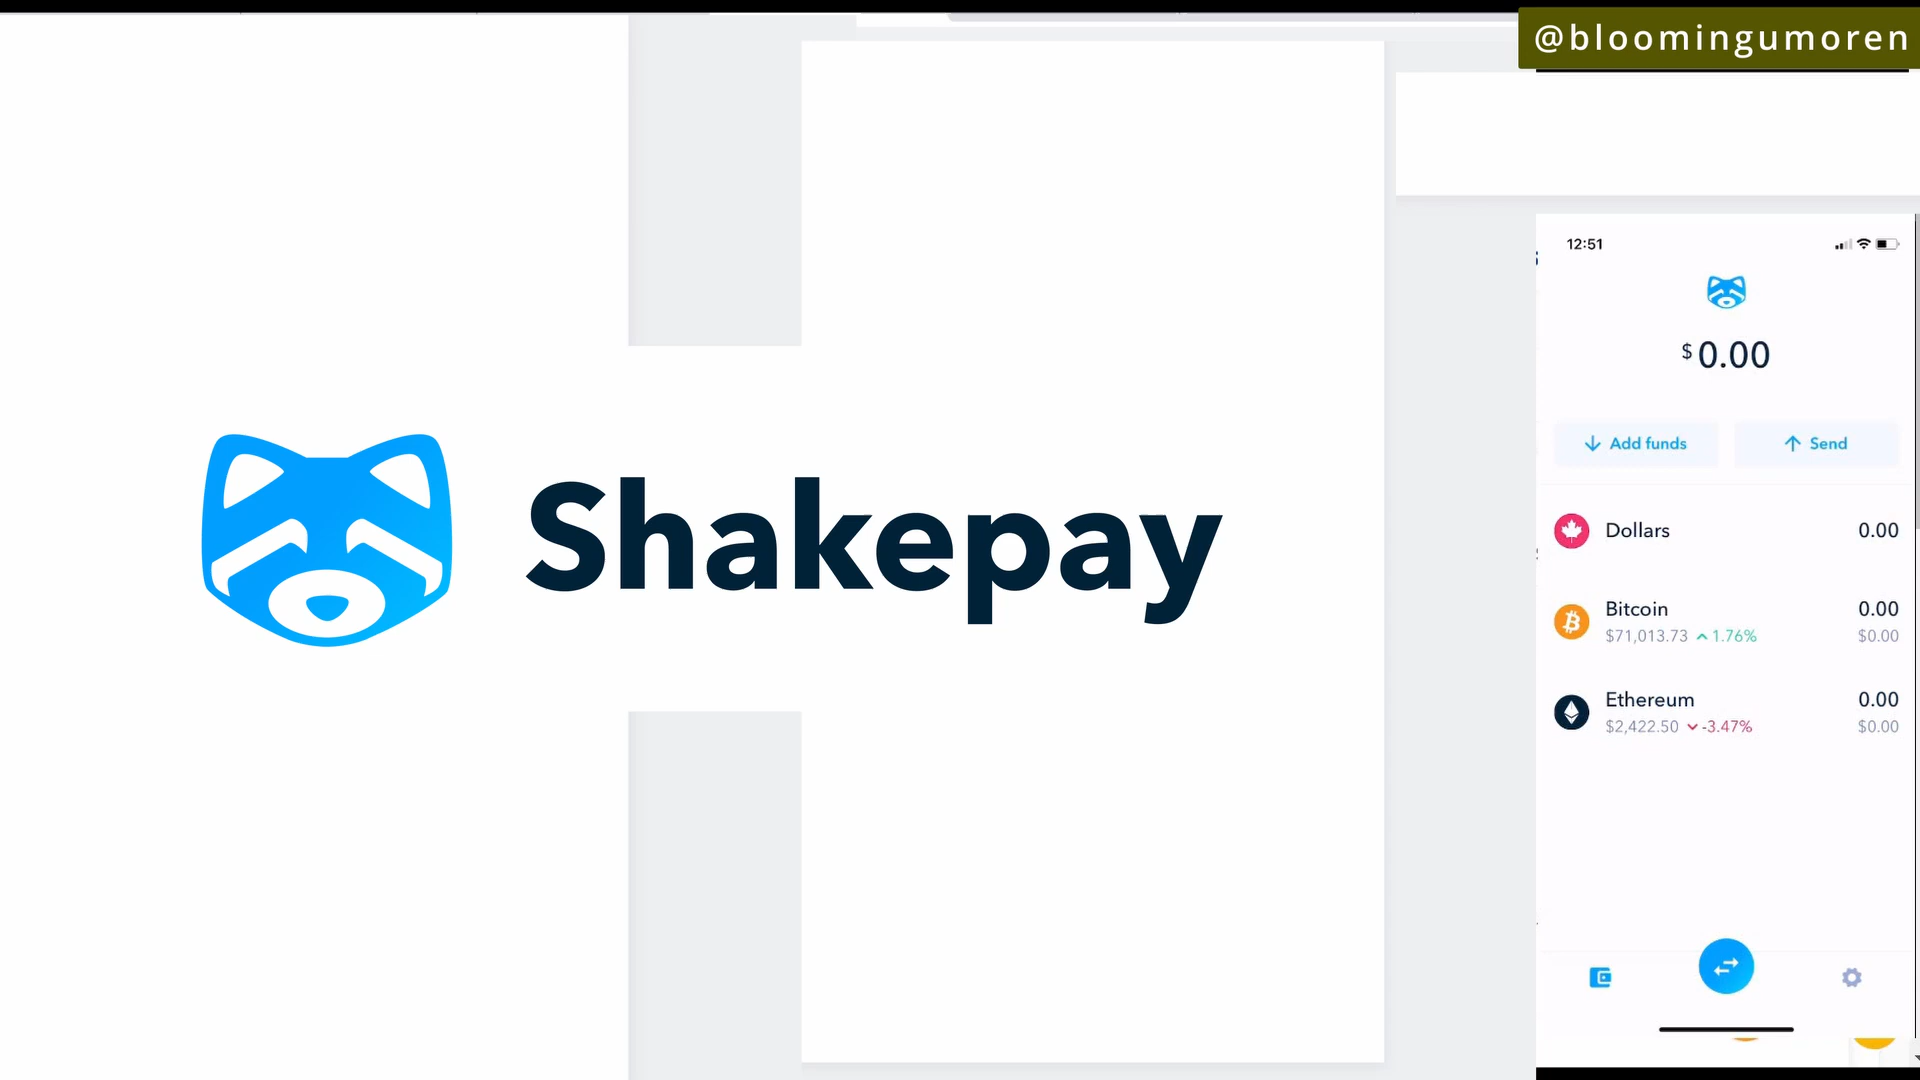 @bloomingumoren
Shakepay
12:51
$0.00
Add funds
Send
Dollars
0.00
Bitcoin
0.00
$71,013.73 1.76%
$0.00
Ethereum
0.00
$2,422.50 -3.47%
$0.00